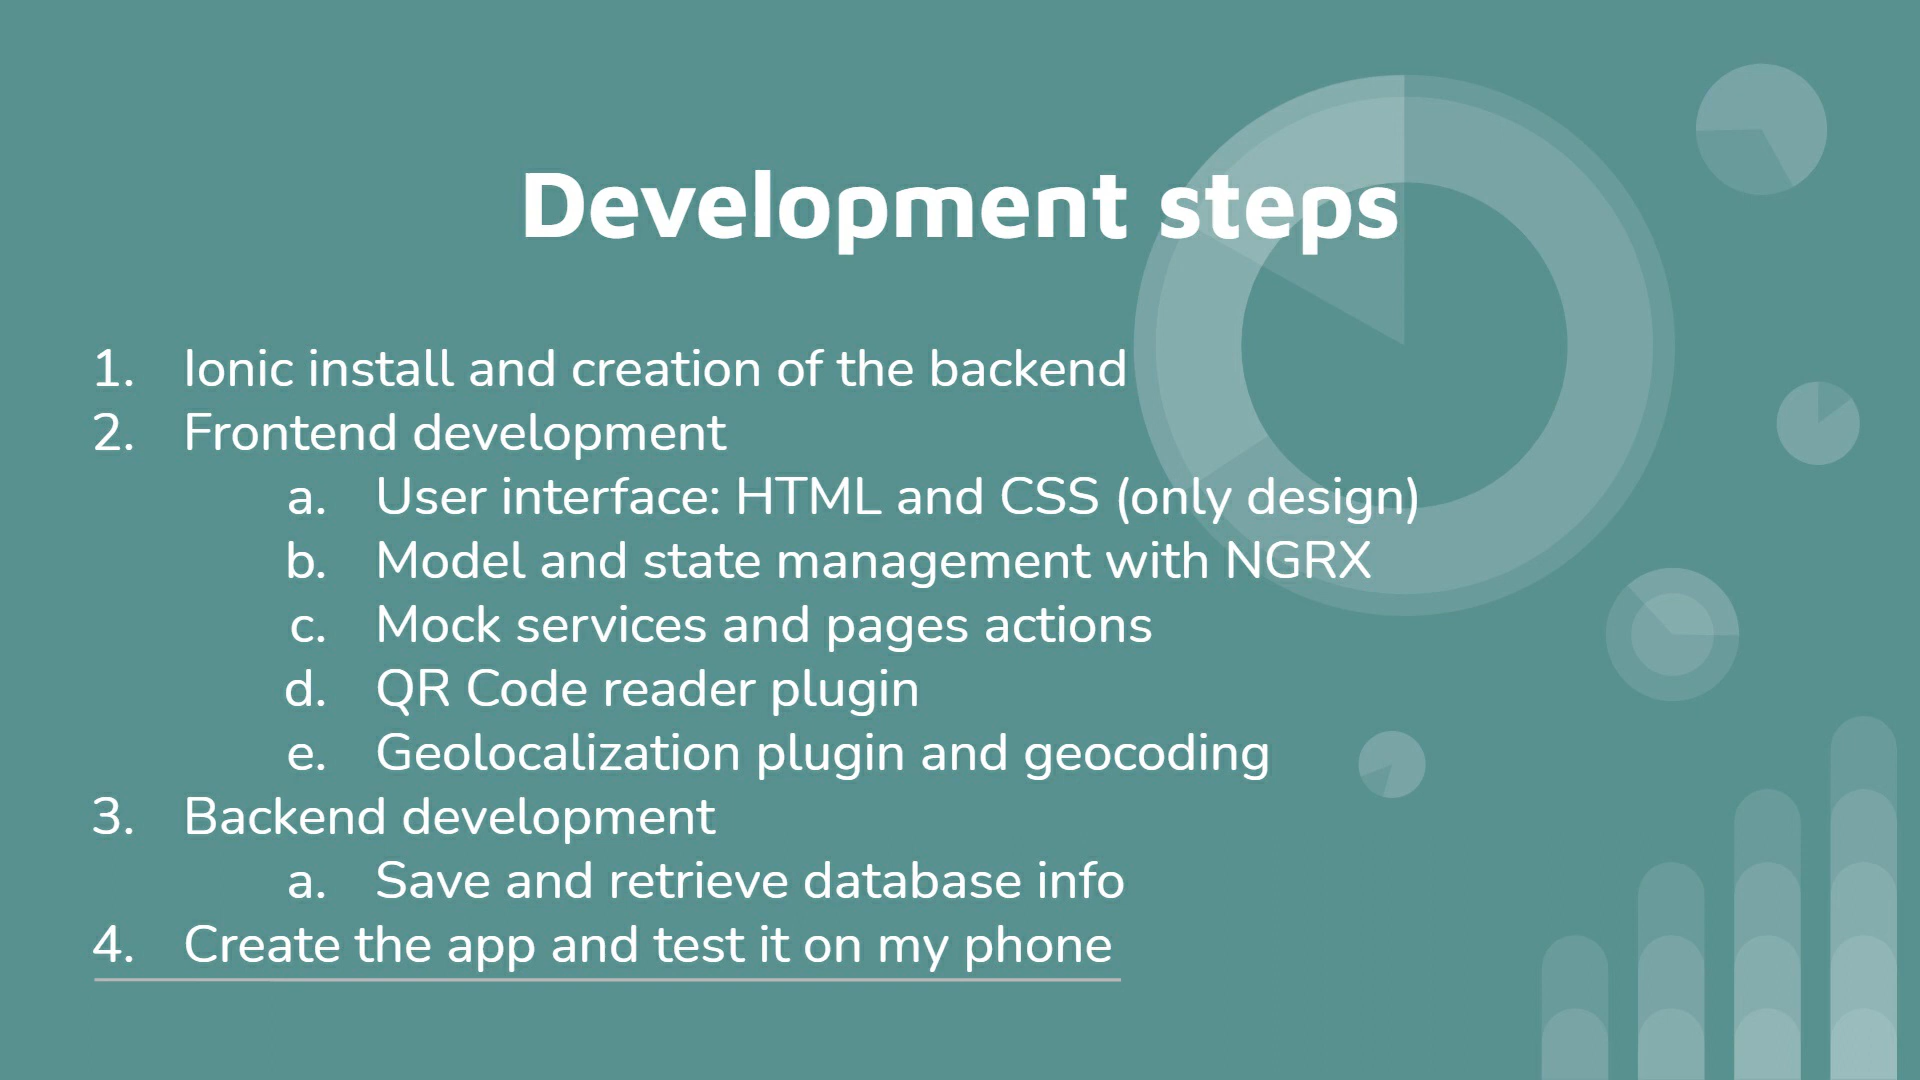 Development steps
1. Ionic install and creation of the backend
2. Frontend development
a. User interface: HTML and CSS (only design)
b. Model and state management with NGRX
c. Mock services and pages actions
d. QR Code reader plugin
e. Geolocalization plugin and geocoding
3. Backend development
a. Save and retrieve database info
4. Create the app and test it on my phone